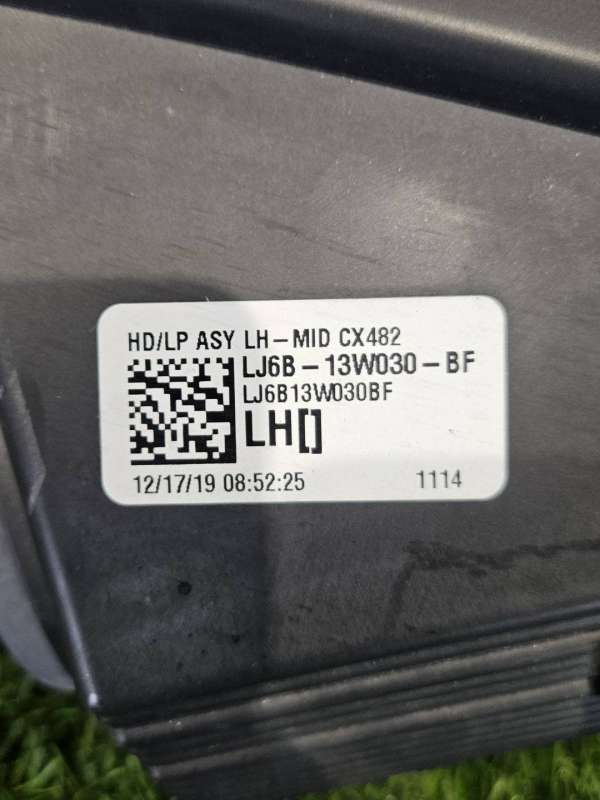 HD/LP ASY LH-MID CX482
LJ6B-13W030-BF
LJ6B13W030BF
LH[]
12/17/19 08:52:25 1114